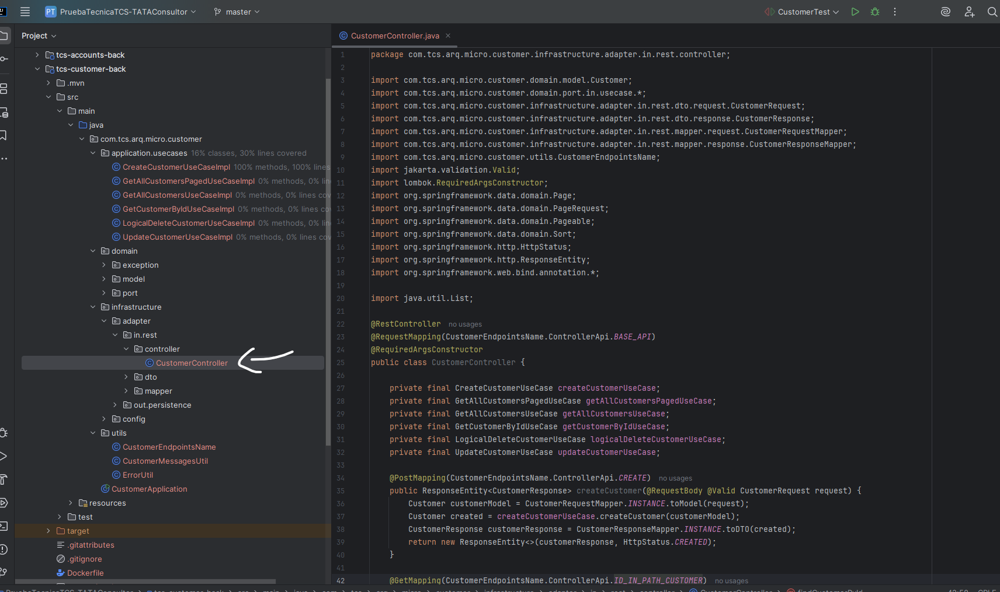 PT PruebaTecnicaTCS-TATAConsultor master CustomerTest
Project
tcs-accounts-back
tcs-customer-back
.mvn
src
main
java
com.tcs.arq.micro.customer
application.usecases 16% classes, 30% lines covered
CreateCustomerUseCaseImpl 100% methods, 100% lines
GetAllCustomersPagedUseCaseImpl 0% methods, 0% lin
GetAllCustomersUseCaseImpl 0% methods, 0% lines cov
GetCustomerByIdUseCaseImpl 0% methods, 0% lines co
LogicalDeleteCustomerUseCaseImpl 0% methods, 0% lin
UpdateCustomerUseCaseImpl 0% methods, 0% lines cov
domain
exception
model
port
infrastructure
adapter
in.rest
controller
CustomerController
dto
mapper
out.persistence
config
utils
CustomerEndpointsName
CustomerMessagesUtil
ErrorUtil
CustomerApplication
resources
test
target
.gitattributes
.gitignore
Dockerfile
CustomerController.java
1 package com.tcs.arq.micro.customer.infrastructure.adapter.in.rest.controller;
2
3 import com.tcs.arq.micro.customer.domain.model.Customer;
4 import com.tcs.arq.micro.customer.domain.port.in.usecase.*;
5 import com.tcs.arq.micro.customer.infrastructure.adapter.in.rest.dto.request.CustomerRequest;
6 import com.tcs.arq.micro.customer.infrastructure.adapter.in.rest.dto.response.CustomerResponse;
7 import com.tcs.arq.micro.customer.infrastructure.adapter.in.rest.mapper.request.CustomerRequestMapper;
8 import com.tcs.arq.micro.customer.infrastructure.adapter.in.rest.mapper.response.CustomerResponseMapper;
9 import com.tcs.arq.micro.customer.utils.CustomerEndpointsName;
10 import jakarta.validation.Valid;
11 import lombok.RequiredArgsConstructor;
12 import org.springframework.data.domain.Page;
13 import org.springframework.data.domain.PageRequest;
14 import org.springframework.data.domain.Pageable;
15 import org.springframework.data.domain.Sort;
16 import org.springframework.http.HttpStatus;
17 import org.springframework.http.ResponseEntity;
18 import org.springframework.web.bind.annotation.*;
19
20 import java.util.List;
21
22 @RestController no usages
23 @RequestMapping(CustomerEndpointsName.ControllerApi.BASE_API)
24 @RequiredArgsConstructor
25 public class CustomerController {
26
27 private final CreateCustomerUseCase createCustomerUseCase;
28 private final GetAllCustomersPagedUseCase getAllCustomersPagedUseCase;
29 private final GetAllCustomersUseCase getAllCustomersUseCase;
30 private final GetCustomerByIdUseCase getCustomerByIdUseCase;
31 private final LogicalDeleteCustomerUseCase logicalDeleteCustomerUseCase;
32 private final UpdateCustomerUseCase updateCustomerUseCase;
33
34 @PostMapping(CustomerEndpointsName.ControllerApi.CREATE) no usages
35 public ResponseEntity<CustomerResponse> createCustomer(@RequestBody @Valid CustomerRequest request) {
36 Customer customerModel = CustomerRequestMapper.INSTANCE.toModel(request);
37 Customer created = createCustomerUseCase.createCustomer(customerModel);
38 CustomerResponse customerResponse = CustomerResponseMapper.INSTANCE.toDTO(created);
39 return new ResponseEntity<>(customerResponse, HttpStatus.CREATED);
40 }
41
42 @GetMapping(CustomerEndpointsName.ControllerApi.ID_IN_PATH_CUSTOMER) no usages